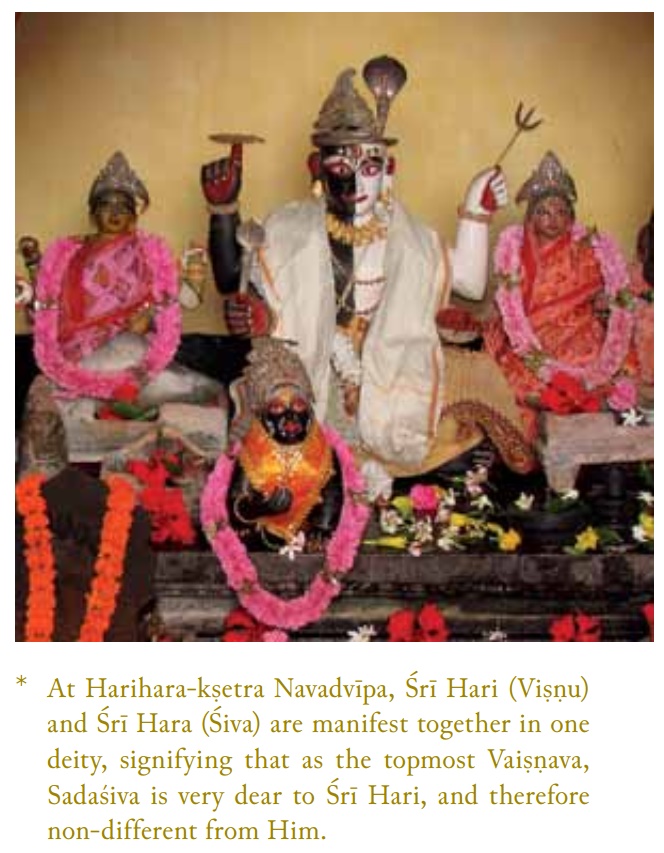 * At Harihara-kṣetra Navadvīpa, Śrī Hari (Viṣṇu)
and Śrī Hara (Śiva) are manifest together in one
deity, signifying that as the topmost Vaiṣṇava,
Sadaśiva is very dear to Śrī Hari, and therefore
non-different from Him.